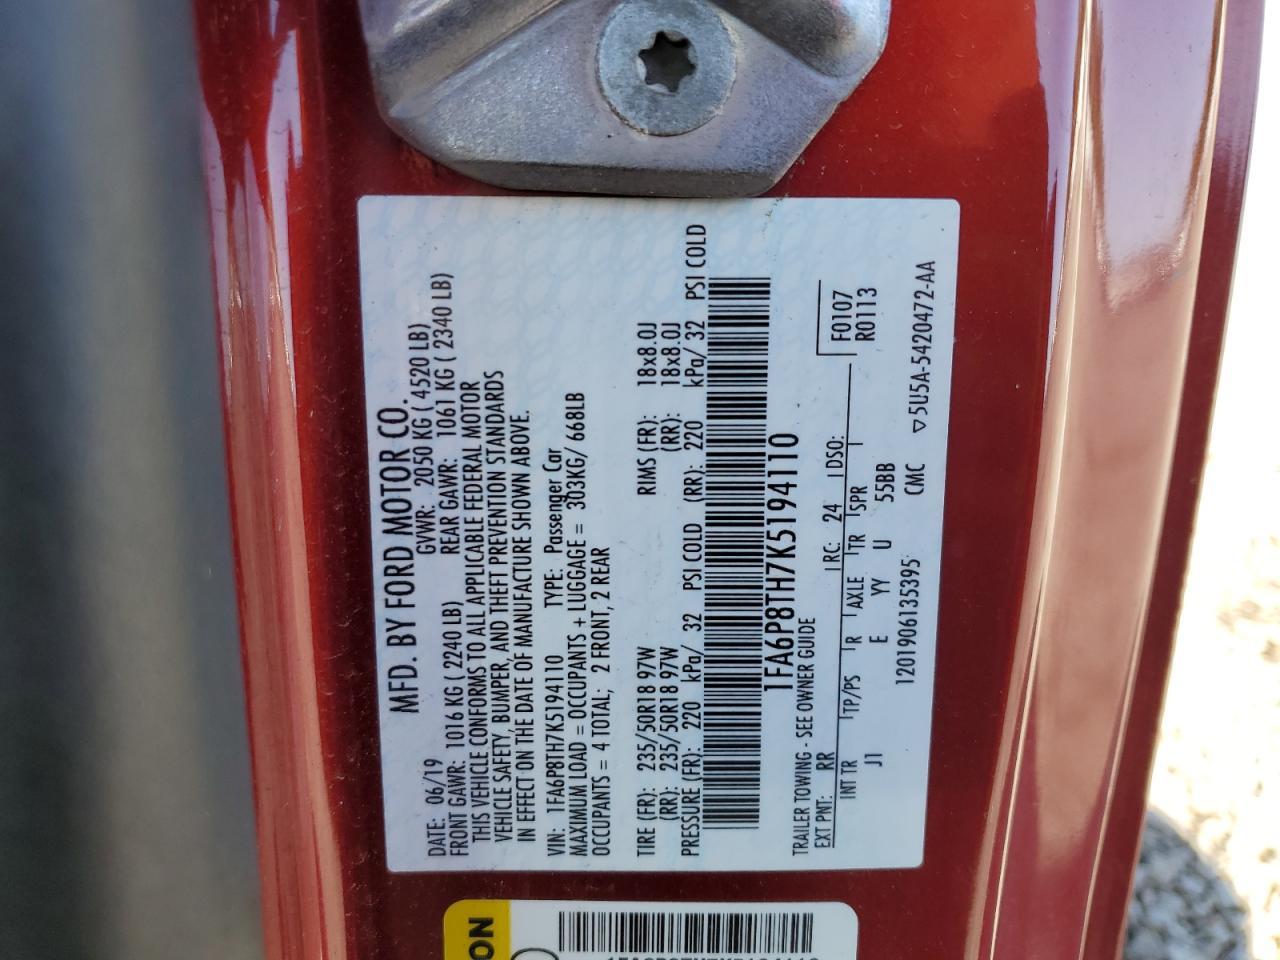 MFD. BY FORD MOTOR CO.
DATE: 06/19 GVWR: 2050 KG ( 4520 LB)
FRONT GAWR: 1016 KG ( 2240 LB) REAR GAWR: 1061 KG ( 2340 LB)
THIS VEHICLE CONFORMS TO ALL APPLICABLE FEDERAL MOTOR
VEHICLE SAFETY, BUMPER, AND THEFT PREVENTION STANDARDS
IN EFFECT ON THE DATE OF MANUFACTURE SHOWN ABOVE.
VIN: 1FA6P8TH7K5194110 TYPE: Passenger Car
MAXIMUM LOAD = OCCUPANTS + LUGGAGE = 303KG/ 668LB
OCCUPANTS = 4 TOTAL; 2 FRONT, 2 REAR
TIRE (FR): 235/50R18 97W RIMS (FR): 18x8.0J
(RR): 235/50R18 97W (RR): 18x8.0J
PRESSURE (FR): 220 kPa/ 32 PSI COLD (RR): 220 kPa/ 32 PSI COLD
1FA6P8TH7K5194110
TRAILER TOWING - SEE OWNER GUIDE
EXT PNT: RR RC: 24 DSO: F0107
R0113
INT TR TP/PS R AXLE TR SPR
J1 E YY U 55BB
1201906135395 CMC ▽5U5A-5420472-AA
ON